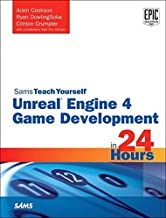 Aram Cookson
Ryan DowlingSoka
Clinton Crumpler
with contributions from Tim Johnson
EPIC
Sams Teach Yourself
Unreal® Engine 4
Game Development
in 24
Hours
SAMS